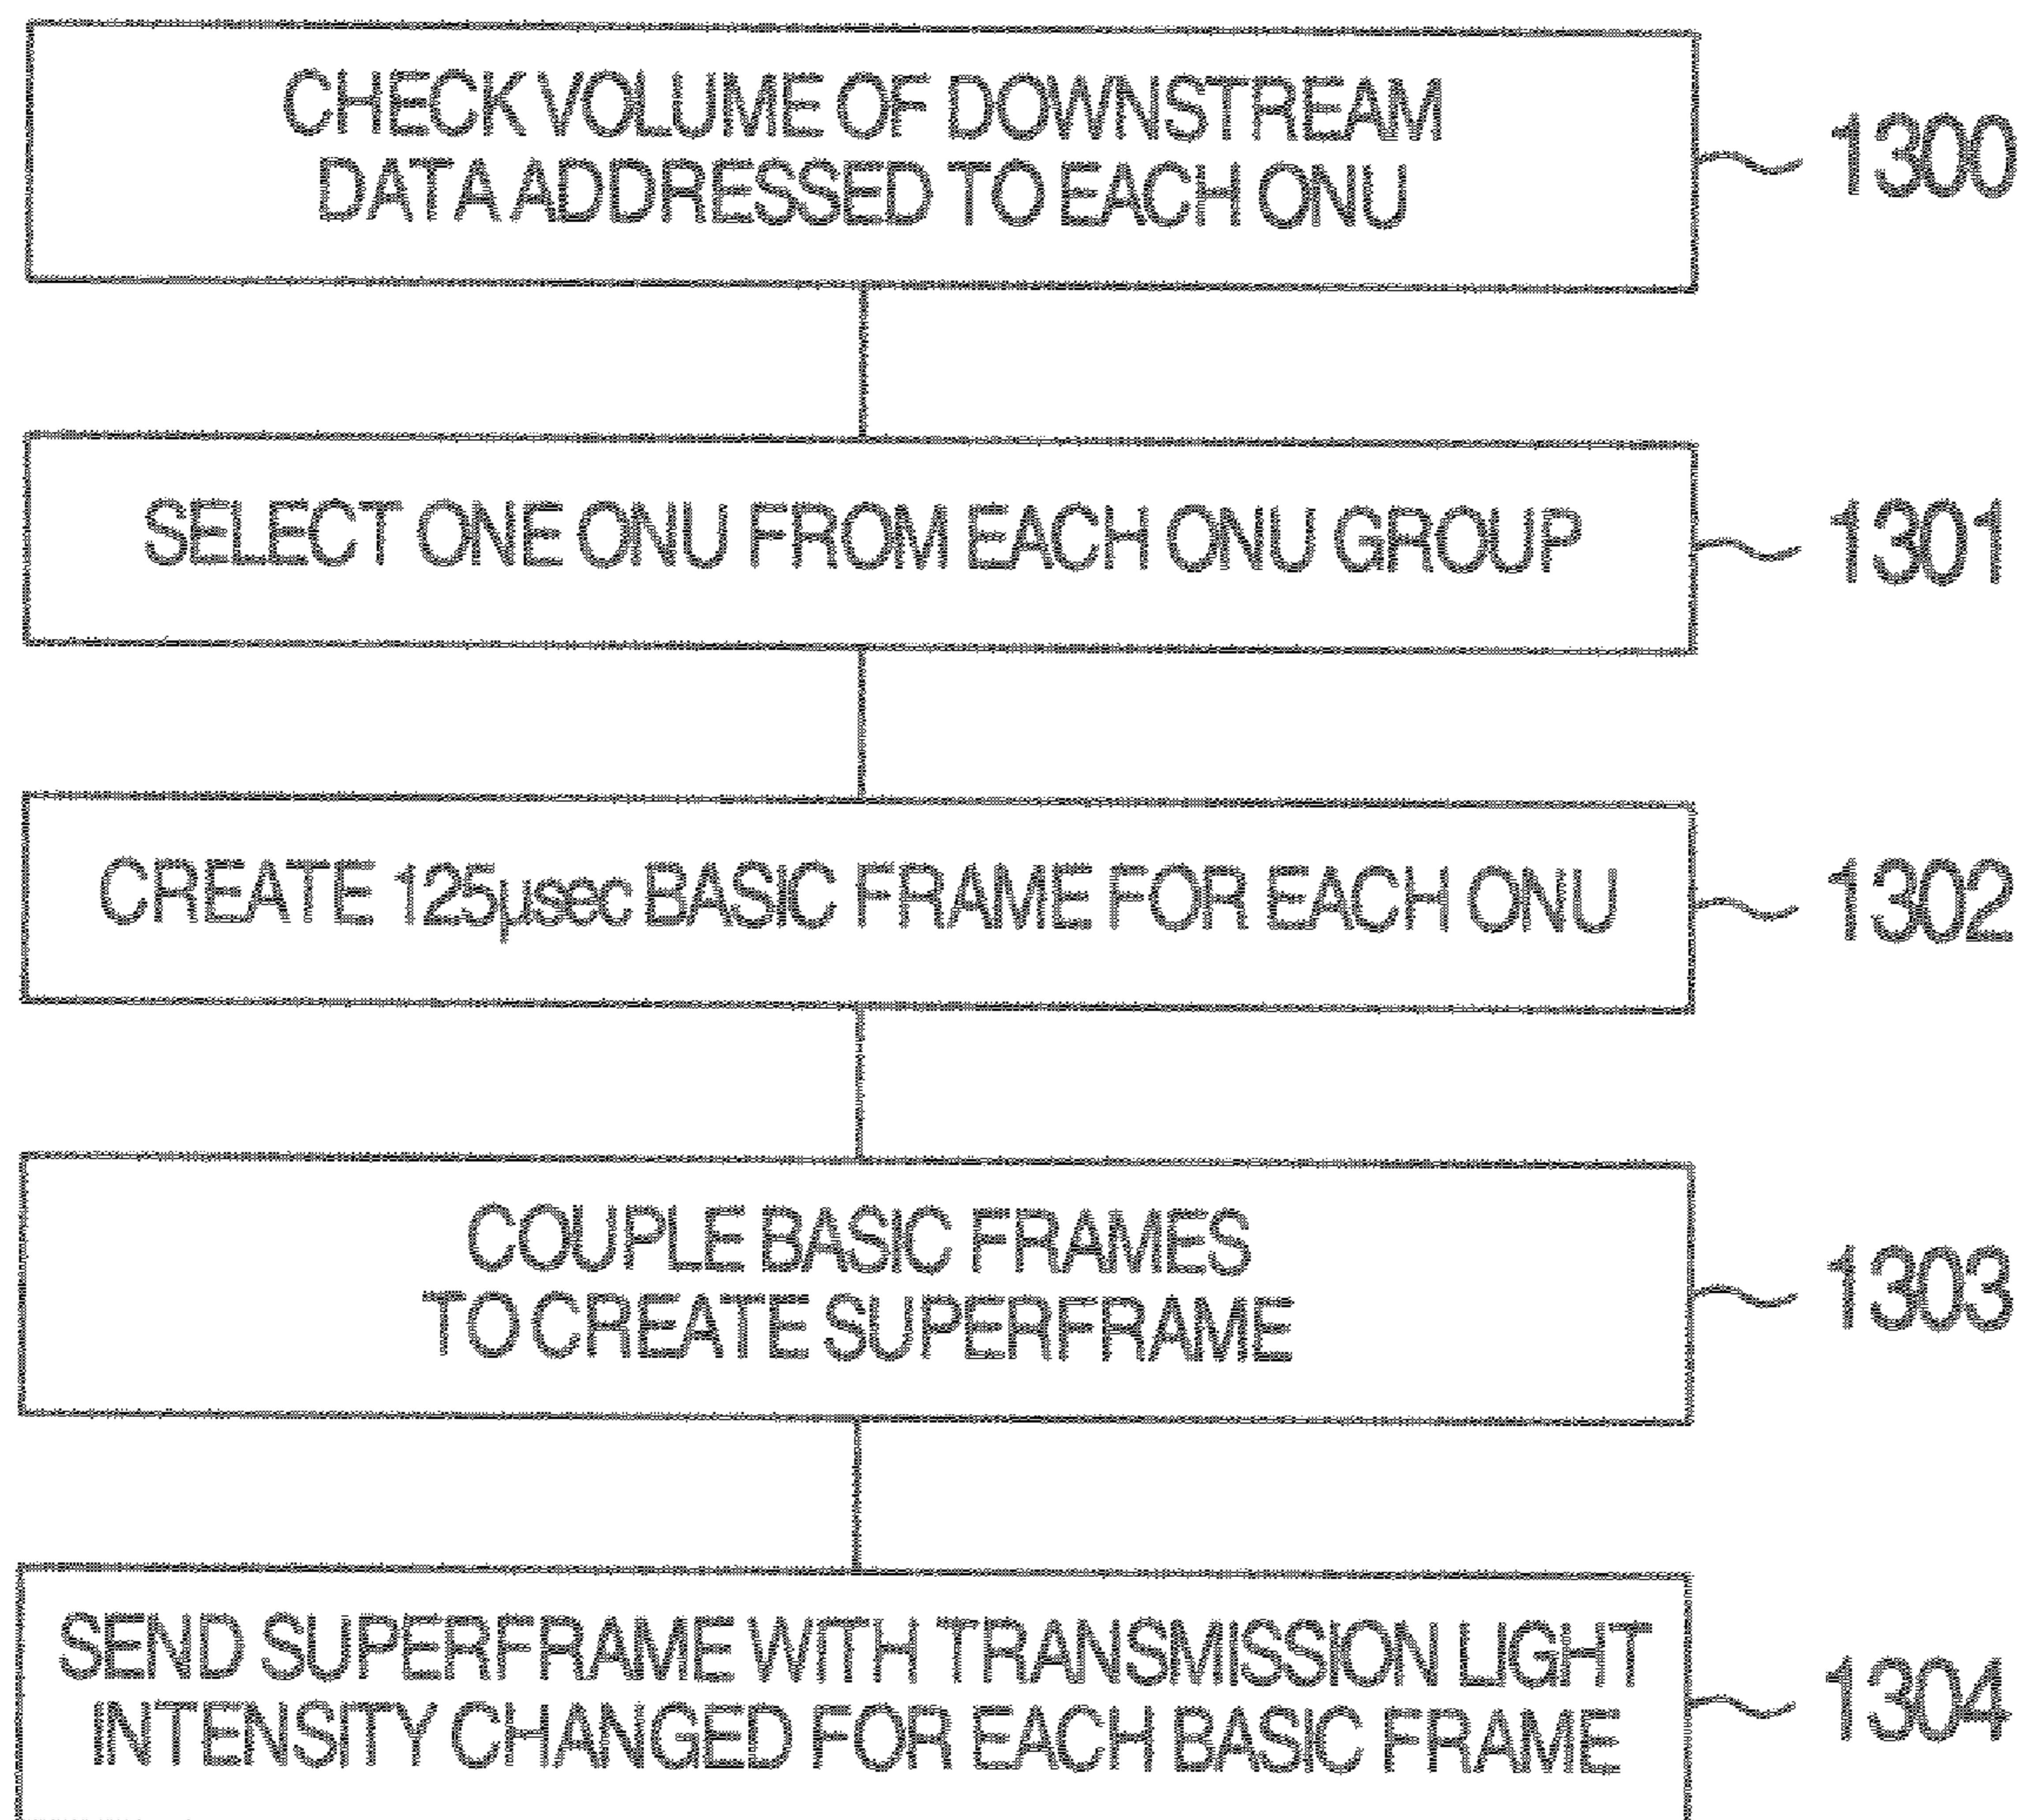 CHECK VOLUME OF DOWNSTREAM
DATA ADDRESSED TO EACH ONU
1300
SELECT ONE ONU FROM EACH ONU GROUP
1301
CREATE 125μsec BASIC FRAME FOR EACH ONU
1302
COUPLE BASIC FRAMES
TO CREATE SUPERFRAME
1303
SEND SUPERFRAME WITH TRANSMISSION LIGHT
INTENSITY CHANGED FOR EACH BASIC FRAME
1304